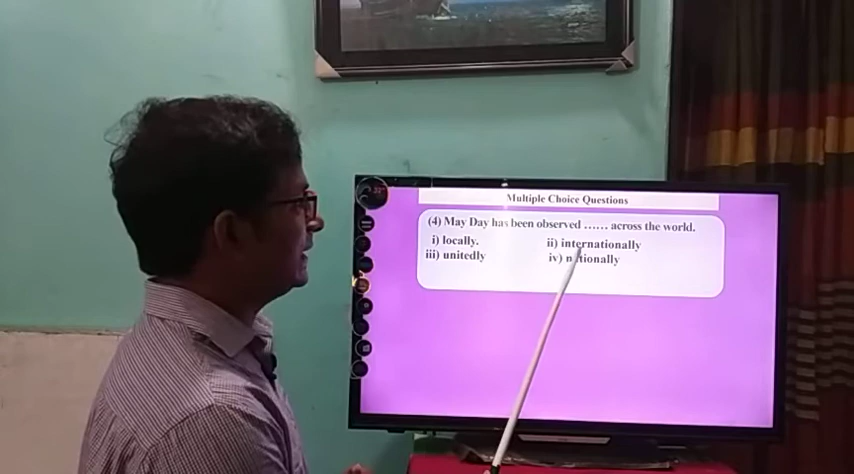 Multiple Choice Questions
(4) May Day has been observed ...... across the world.
i) locally. ii) internationally
iii) unitedly iv) nationally